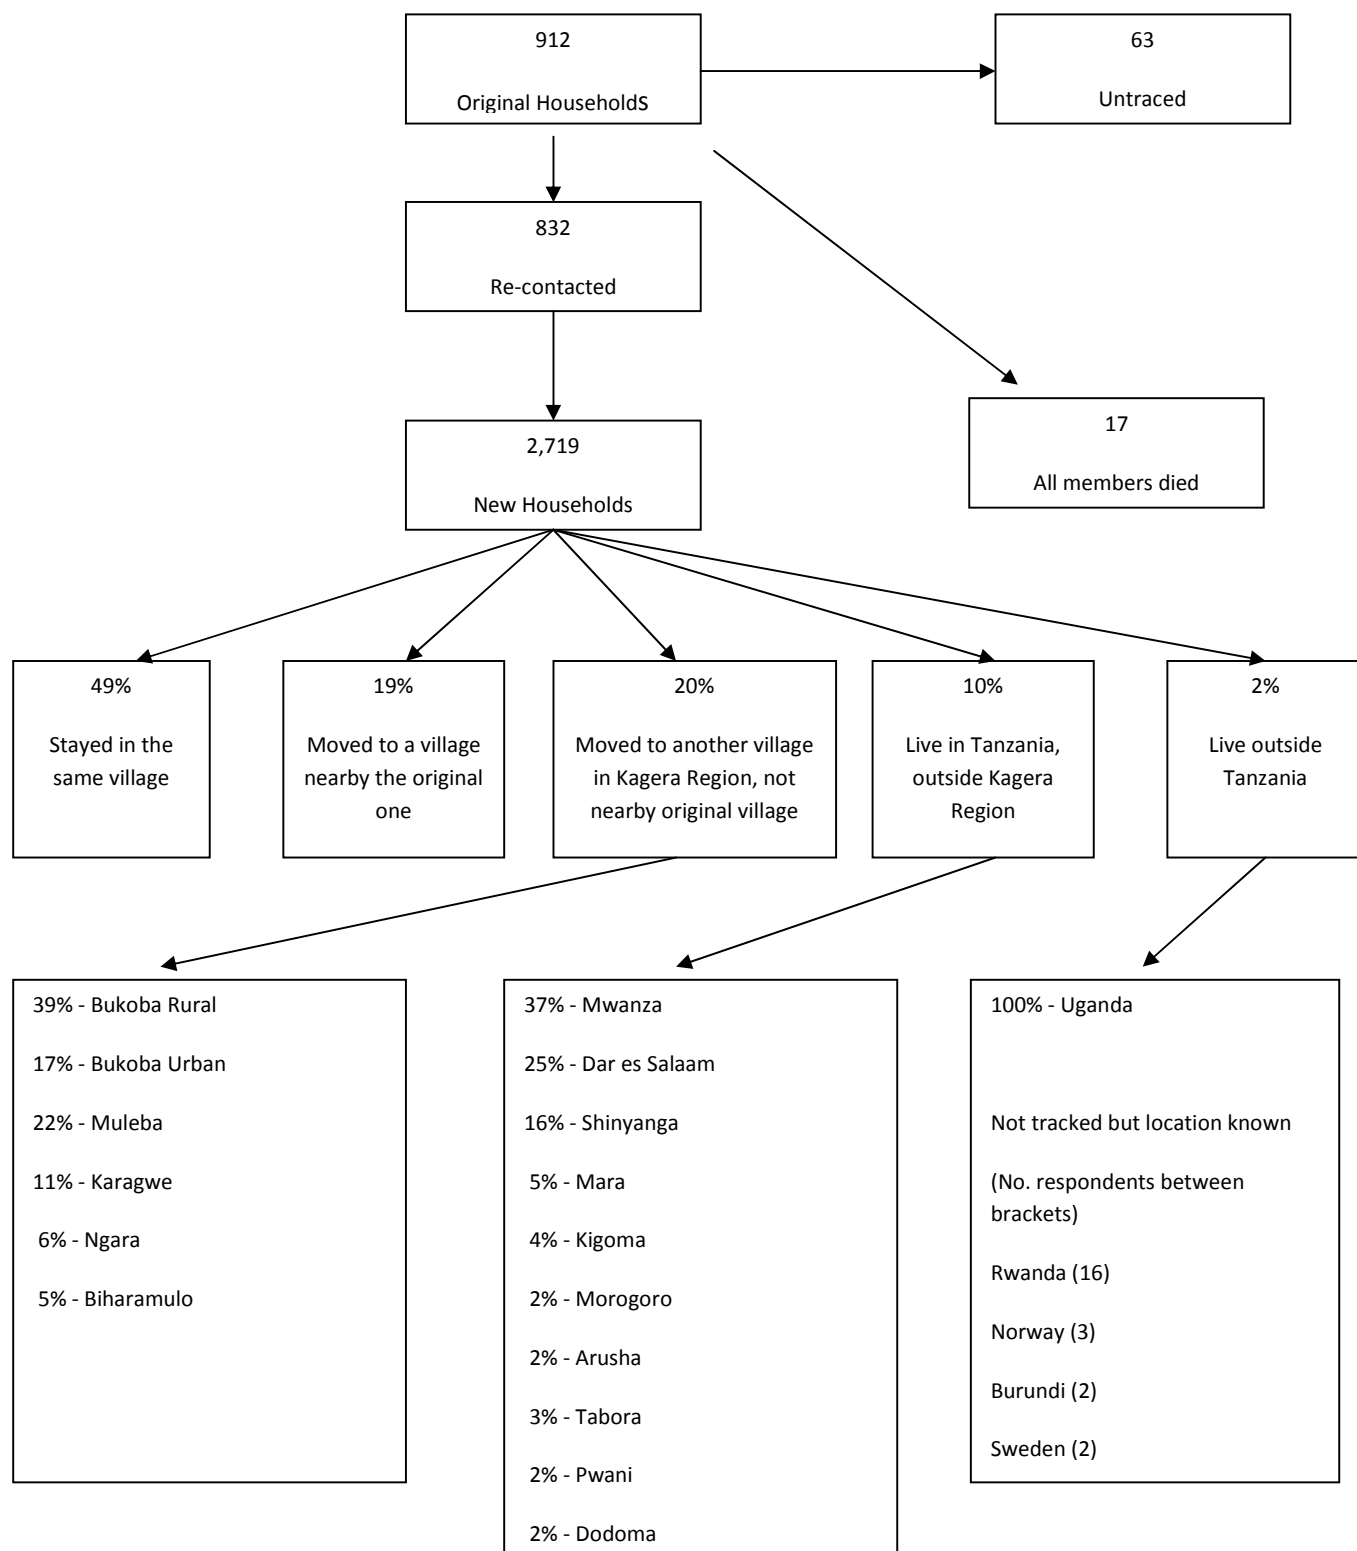 912
Original Households
63
Untraced
832
Re-contacted
17
All members died
2,719
New Households
49%
Stayed in the
same village
19%
Moved to a village
nearby the original
one
20%
Moved to another village
in Kagera Region, not
nearby original village
10%
Live in Tanzania,
outside Kagera
Region
2%
Live outside
Tanzania
39% - Bukoba Rural
17% - Bukoba Urban
22% - Muleba
11% - Karagwe
6% - Ngara
5% - Biharamulo
37% - Mwanza
25% - Dar es Salaam
16% - Shinyanga
5% - Mara
4% - Kigoma
2% - Morogoro
2% - Arusha
3% - Tabora
2% - Pwani
2% - Dodoma
100% - Uganda
Not tracked but location known
(No. respondents between
brackets)
Rwanda (16)
Norway (3)
Burundi (2)
Sweden (2)